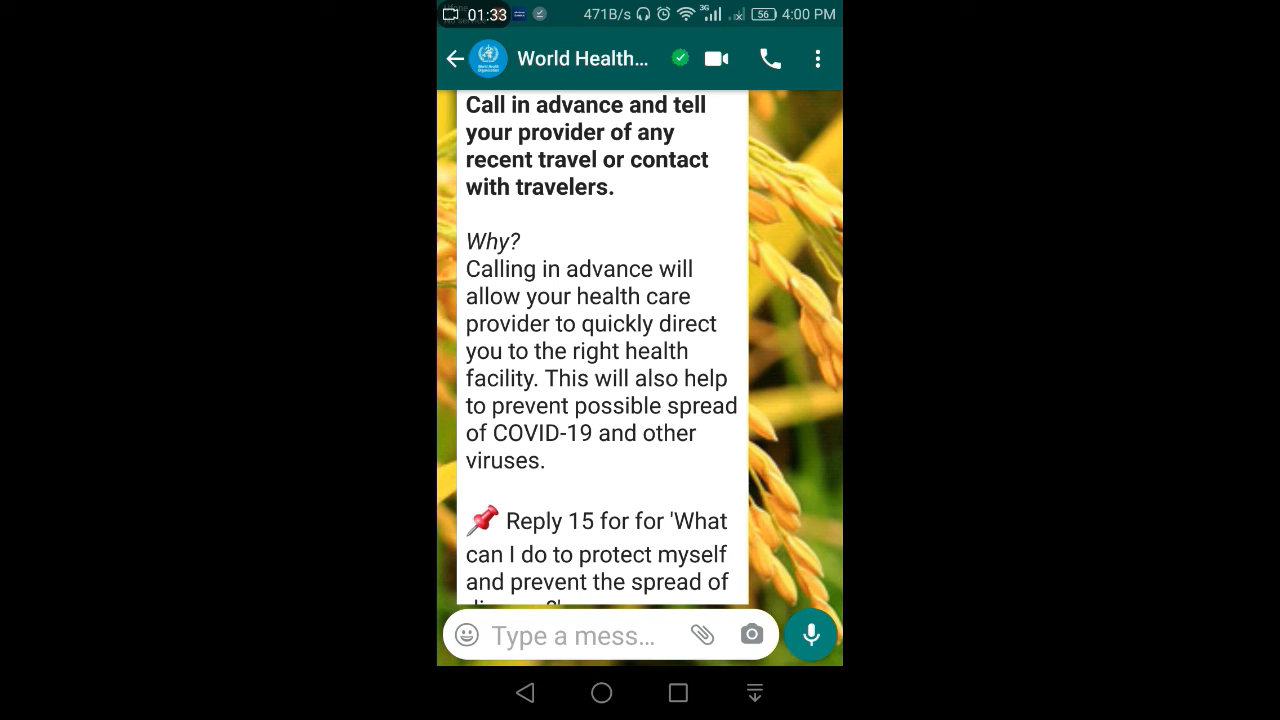 01:33
471B/s 3G 56 4:00 PM
World Health…
Call in advance and tell
your provider of any
recent travel or contact
with travelers.
Why?
Calling in advance will
allow your health care
provider to quickly direct
you to the right health
facility. This will also help
to prevent possible spread
of COVID-19 and other
viruses.
📌 Reply 15 for for 'What
can I do to protect myself
and prevent the spread of
Type a mess…